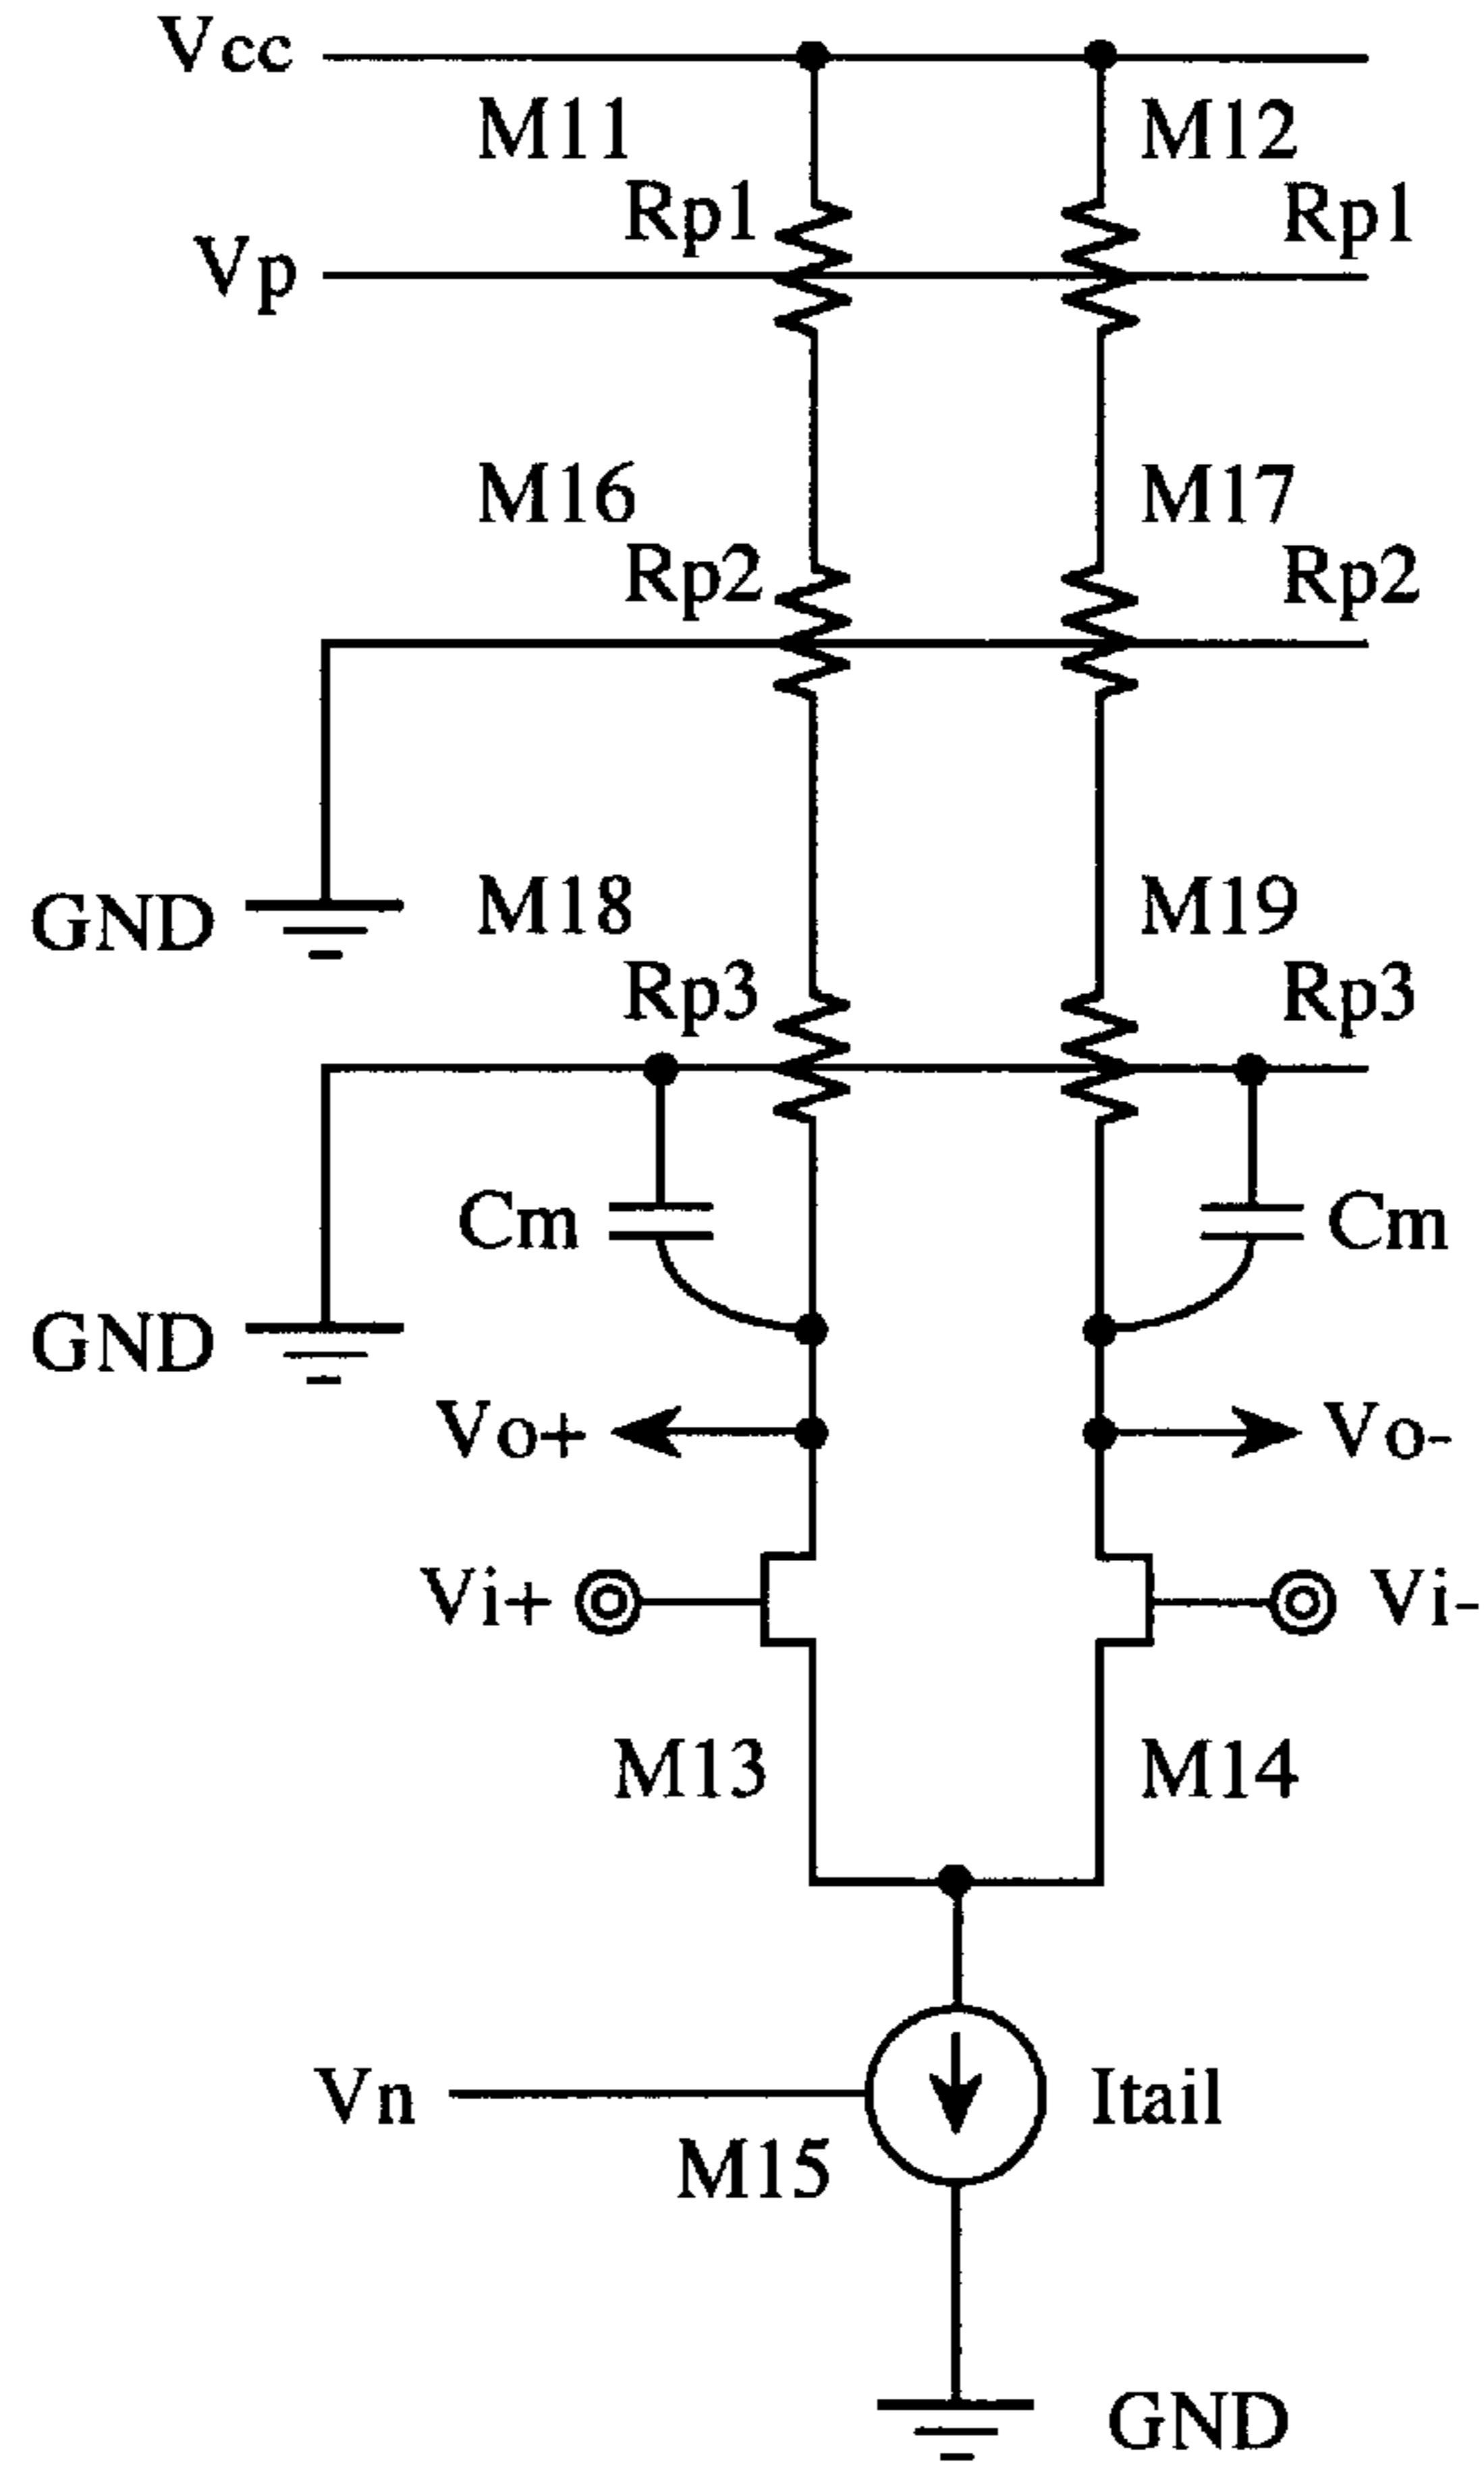 Vcc
M11
M12
Rp1
Rp1
Vp
M16
M17
Rp2
Rp2
GND
M18
M19
Rp3
Rp3
Cm
Cm
GND
Vo+
Vo-
Vi+
Vi-
M13
M14
Vn
Itail
M15
GND